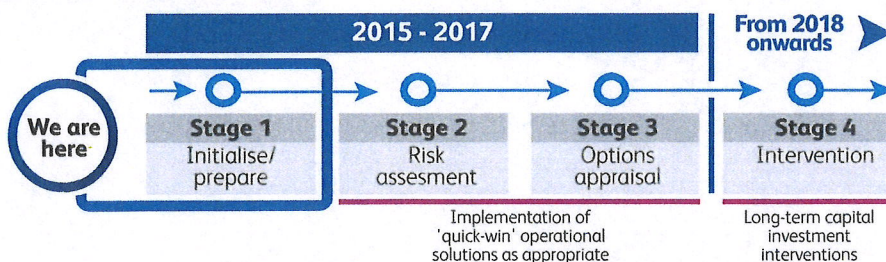 2015 - 2017
From 2018
onwards
We are
here
Stage 1
Initialise/
prepare
Stage 2
Risk
assesment
Stage 3
Options
appraisal
Stage 4
Intervention
Implementation of
'quick-win' operational
solutions as appropriate
Long-term capital
investment
interventions